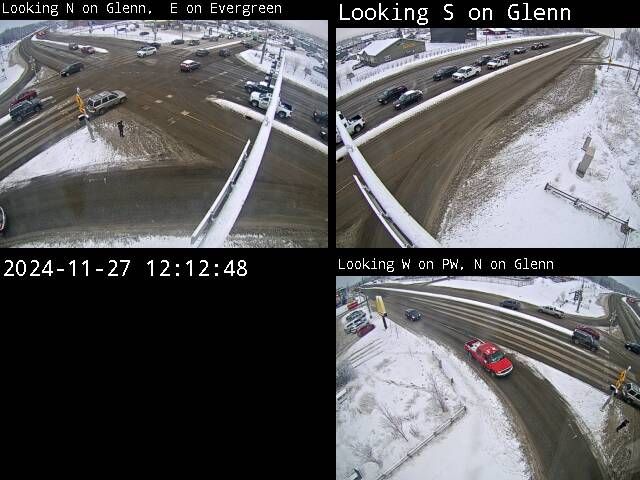 Looking N on Glenn,  E on Evergreen
Looking S on Glenn
2024-11-27 12:12:48
Looking W on PW, N on Glenn